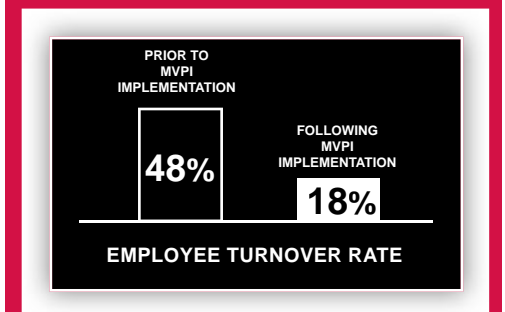 PRIOR TO
MVPI
IMPLEMENTATION
48%
FOLLOWING
MVPI
IMPLEMENTATION
18%
EMPLOYEE TURNOVER RATE